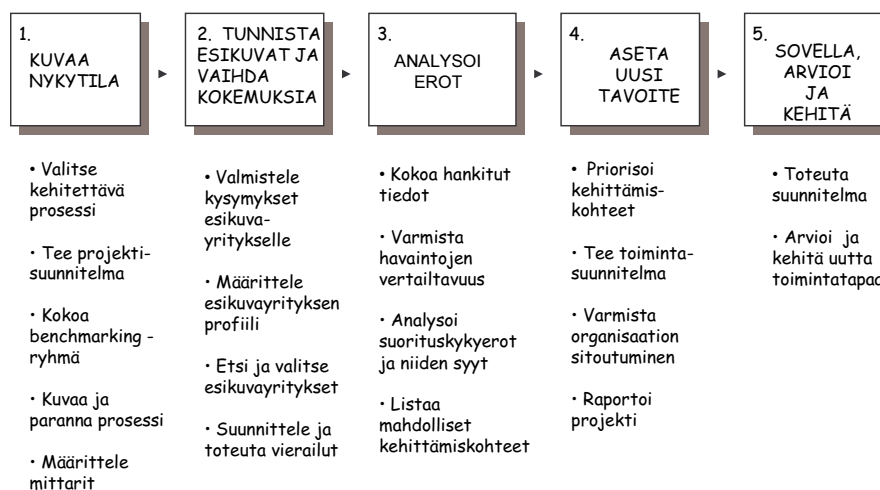 1.
KUVAA
NYKYTILA
2. TUNNISTA
ESIKUVAT JA
VAIHDA
KOKEMUKSIA
3.
ANALYSOI
EROT
4.
ASETA
UUSI
TAVOITE
5.
SOVELLA,
ARVIOI
JA
KEHITÄ
• Valitse
kehitettävä
prosessi
• Tee projekti-
suunnitelma
• Kokoa
benchmarking -
ryhmä
• Kuvaa ja
paranna prosessi
• Määrittele
mittarit
• Valmistele
kysymykset
esikuva-
yritykselle
• Määrittele
esikuvayrityksen
profiili
• Etsi ja valitse
esikuvayritykset
• Suunnittele ja
toteuta vierailut
• Kokoa hankitut
tiedot
• Varmista
havaintojen
vertailtavuus
• Analysoi
suorituskykyerot
ja niiden syyt
• Listaa
mahdolliset
kehittämiskohteet
• Priorisoi
kehittämis-
kohteet
• Tee toiminta-
suunnitelma
• Varmista
organisaation
sitoutuminen
• Raportoi
projekti
• Toteuta
suunnitelma
• Arvioi ja
kehitä uutta
toimintatapaa